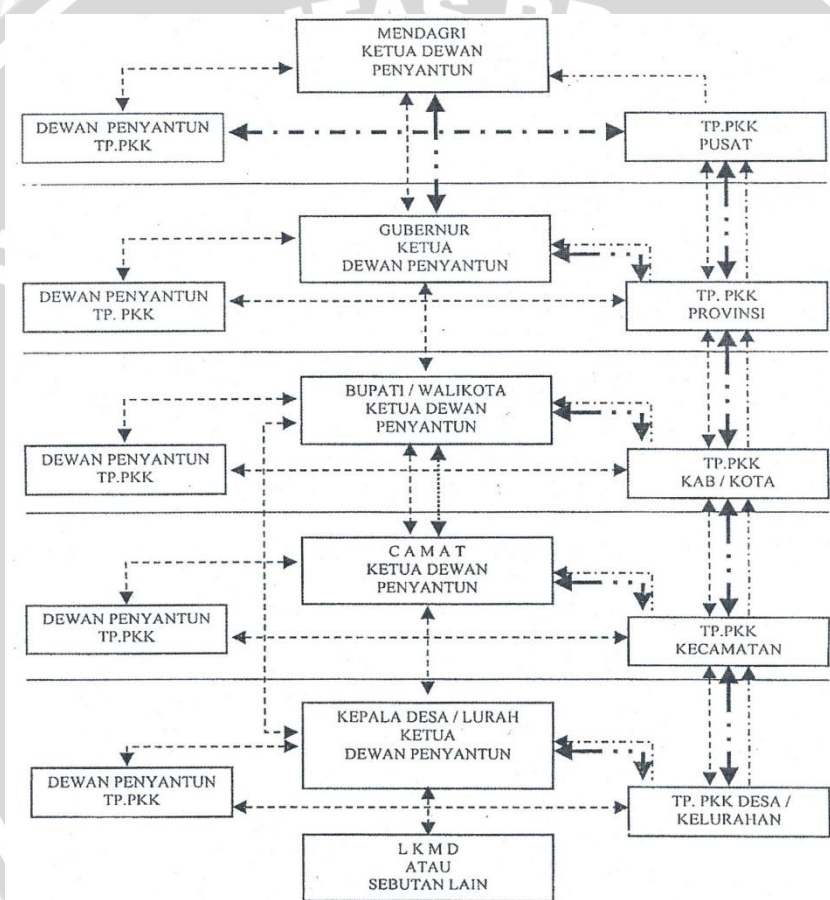 MENDAGRI
KETUA DEWAN
PENYANTUN
DEWAN PENYANTUN
TP.PKK
TP.PKK
PUSAT
GUBERNUR
KETUA
DEWAN PENYANTUN
DEWAN PENYANTUN
TP. PKK
TP. PKK
PROVINSI
BUPATI / WALIKOTA
KETUA DEWAN
PENYANTUN
DEWAN PENYANTUN
TP.PKK
TP.PKK
KAB / KOTA
C A M A T
KETUA DEWAN
PENYANTUN
DEWAN PENYANTUN
TP.PKK
TP.PKK
KECAMATAN
KEPALA DESA / LURAH
KETUA
DEWAN PENYANTUN
DEWAN PENYANTUN
TP.PKK
TP. PKK DESA /
KELURAHAN
L K M D
ATAU
SEBUTAN LAIN